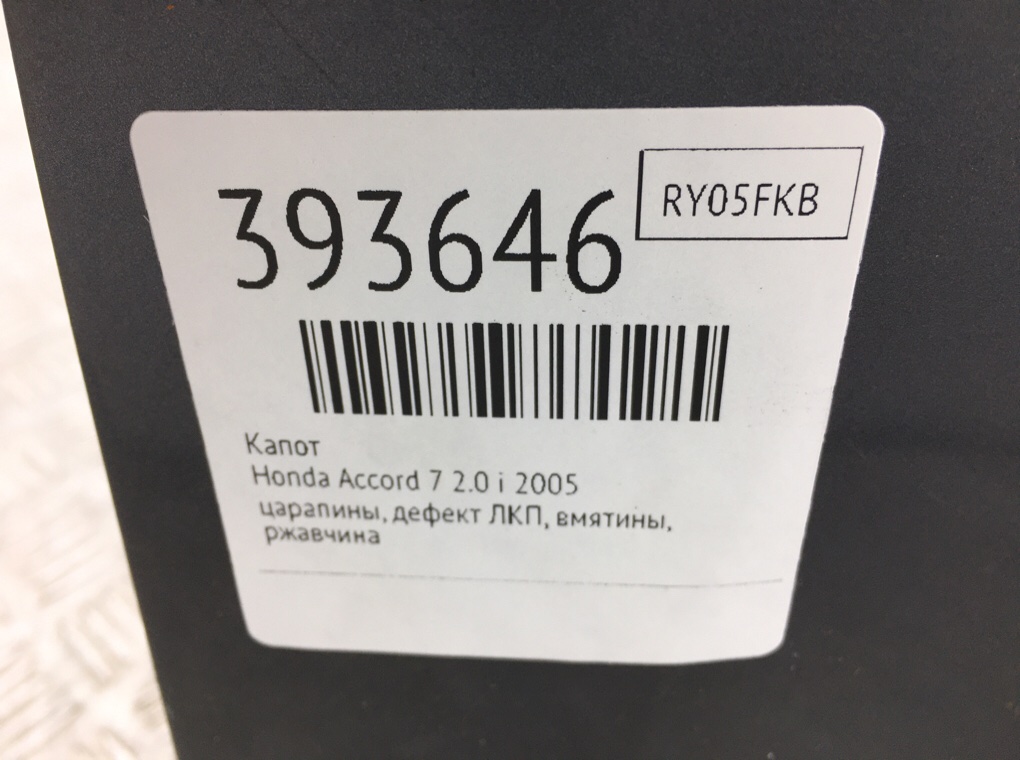 393646
RY05FKB
Капот
Honda Accord 7 2.0 i 2005
царапины, дефект ЛКП, вмятины,
ржавчина